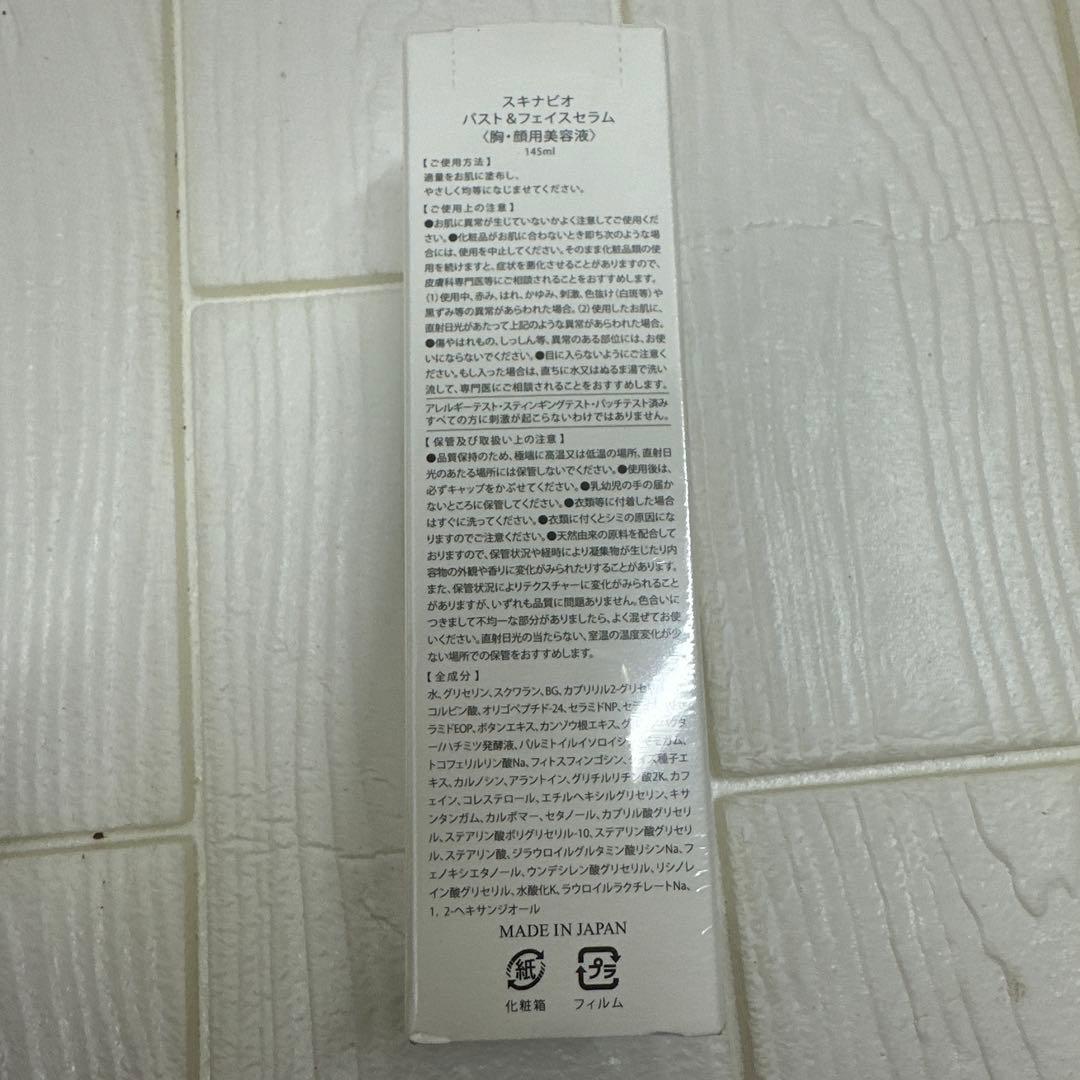 スキナビオ
バスト&フェイスセラム
〈胸・顔用美容液〉
145ml
【ご使用方法】
適量をお肌に塗布し、
やさしく均等になじませてください。
【ご使用上の注意】
●お肌に異常が生じていないかよく注意してご使用くだ
さい。●化粧品がお肌に合わないとき即ち次のような場
合には、使用を中止してください。そのまま化粧品類の使
用を続けますと、症状を悪化させることがありますので、
皮膚科専門医等にご相談されることをおすすめします。
(1)使用中、赤み、はれ、かゆみ、刺激、色抜け(白斑等)や
黒ずみ等の異常があらわれた場合。(2)使用したお肌に、
直射日光があたって上記のような異常があらわれた場合。
●傷やはれもの、しっしん等、異常のある部位には、お使
いにならないでください。●目に入らないようにご注意く
ださい。もし入った場合は、直ちに水又はぬるま湯で洗い
流して、専門医にご相談されることをおすすめします。
アレルギーテスト・スティンギングテスト・パッチテスト済み
すべての方に刺激が起こらないわけではありません。
【保管及び取扱い上の注意】
●品質保持のため、極端に高温又は低温の場所、直射日
光のあたる場所には保管しないでください。●使用後は、
必ずキャップをかぶせてください。●乳幼児の手の届か
ないところに保管してください。●衣類等に付着した場合
はすぐに洗ってください。●衣類に付くとシミの原因にな
りますのでご注意ください。●天然由来の原料を配合して
おりますので、保管状況や経時により凝集物が生じたり内
容物の外観や香りに変化がみられたりすることがあります。
また、保管状況によりテクスチャーに変化がみられること
がありますが、いずれも品質に問題ありません。色合いに
つきまして不均一な部分がありましたら、よく混ぜてお使
いください。直射日光の当たらない、室温の温度変化が少
ない場所での保管をおすすめします。
【全成分】
水、グリセリン、スクワラン、BG、カプリリル2-グリセリ
コルビン酸、オリゴペプチド-24、セラミドNP、セ
ラミドEOP、ボタンエキス、カンゾウ根エキス、グ
ー/ハチミツ発酵液、パルミトイルイソロイシ
トコフェリルリン酸Na、フィトスフィンゴシン、ダイズ種子エ
キス、カルノシン、アラントイン、グリチルリチン酸2K、カフ
ェイン、コレステロール、エチルヘキシルグリセリン、キサ
ンタンガム、カルボマー、セタノール、カプリル酸グリセリ
ル、ステアリン酸ポリグリセリル-10、ステアリン酸グリセリ
ル、ステアリン酸、ジラウロイルグルタミン酸リシンNa、フ
ェノキシエタノール、ウンデシレン酸グリセリル、リシノレ
イン酸グリセリル、水酸化K、ラウロイルラクチレートNa、
1, 2-ヘキサンジオール
MADE IN JAPAN
紙 プラ
化粧箱 フィルム